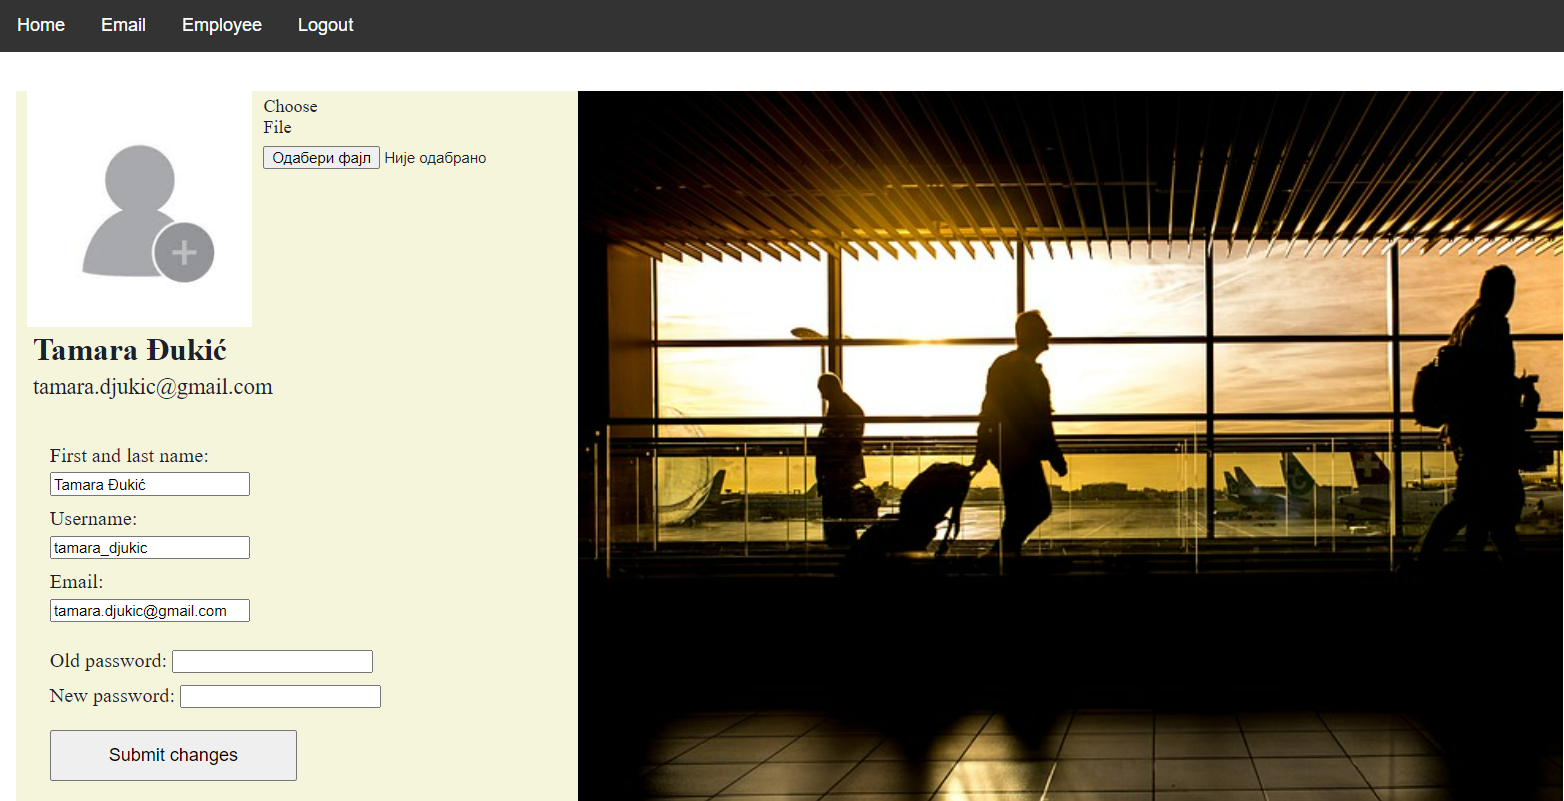 Home Email Employee Logout
Choose
File
Одабери фајл Није одабрано
Tamara Đukić
tamara.djukic@gmail.com
First and last name:
Tamara Đukić
Username:
tamara_djukic
Email:
tamara.djukic@gmail.com
Old password:
New password:
Submit changes